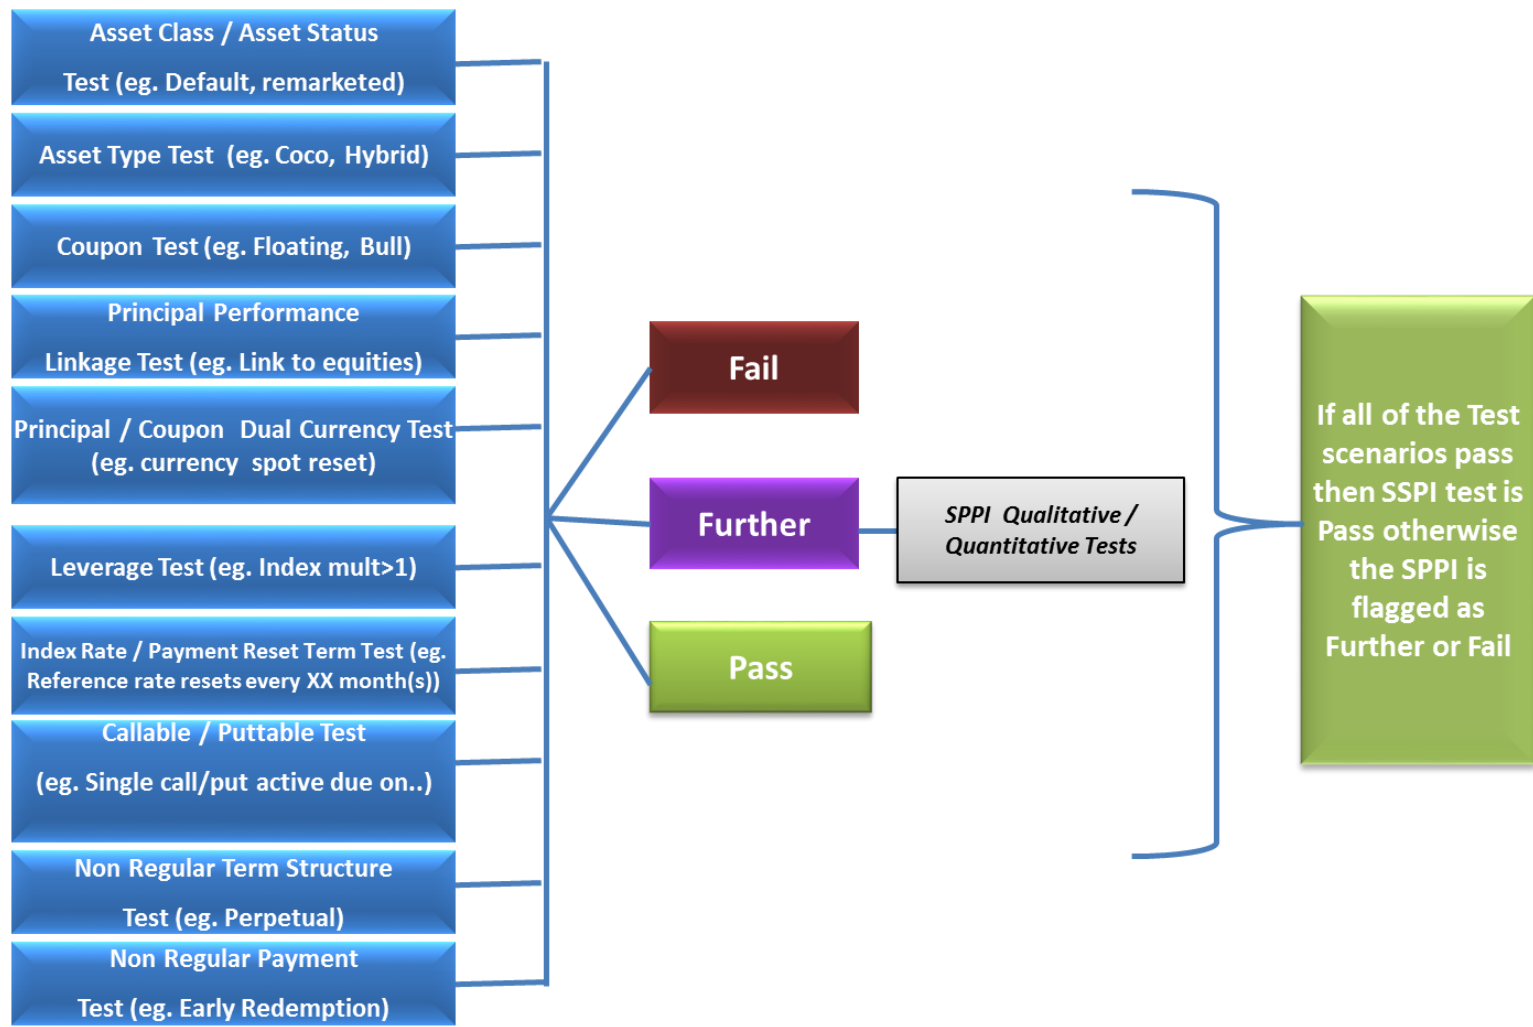 Asset Class / Asset Status
Test (eg. Default, remarketed)
Asset Type Test (eg. Coco, Hybrid)
Coupon Test (eg. Floating, Bull)
Principal Performance
Linkage Test (eg. Link to equities)
Principal / Coupon Dual Currency Test
(eg. currency spot reset)
Leverage Test (eg. Index mult>1)
Index Rate / Payment Reset Term Test (eg.
Reference rate resets every XX month(s))
Callable / Puttable Test
(eg. Single call/put active due on..)
Non Regular Term Structure
Test (eg. Perpetual)
Non Regular Payment
Test (eg. Early Redemption)
Fail
Further
Pass
SPPI Qualitative /
Quantitative Tests
If all of the Test
scenarios pass
then SSPI test is
Pass otherwise
the SPPI is
flagged as
Further or Fail